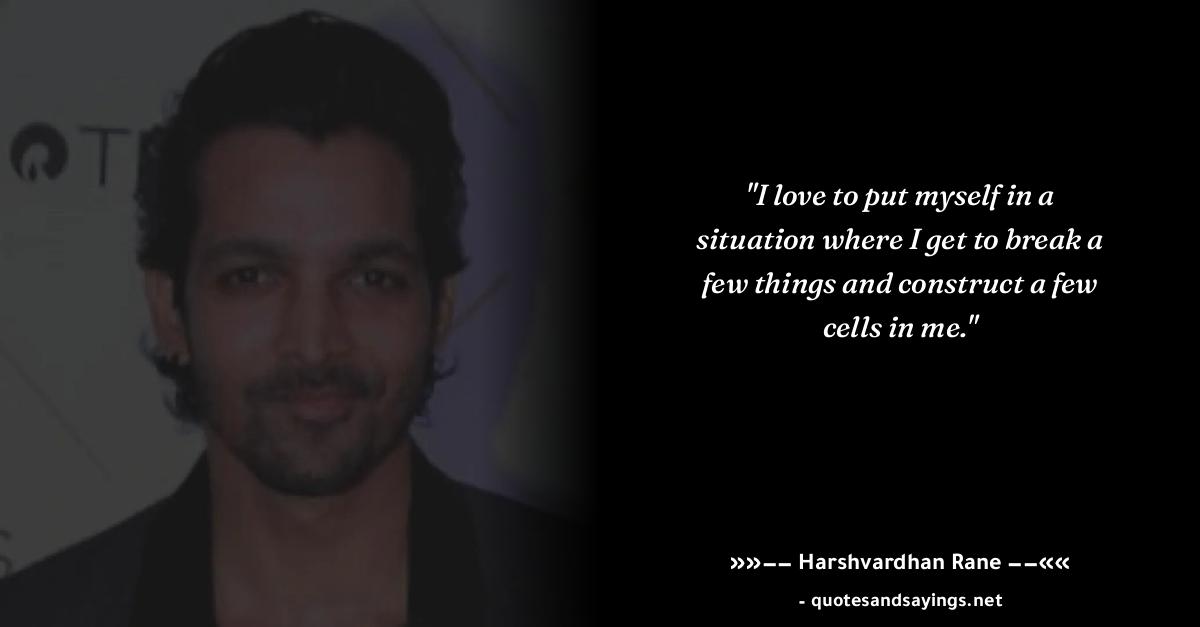 T
"I love to put myself in a
situation where I get to break a
few things and construct a few
cells in me."
»»−− Harshvardhan Rane −−««
- quotesandsayings.net